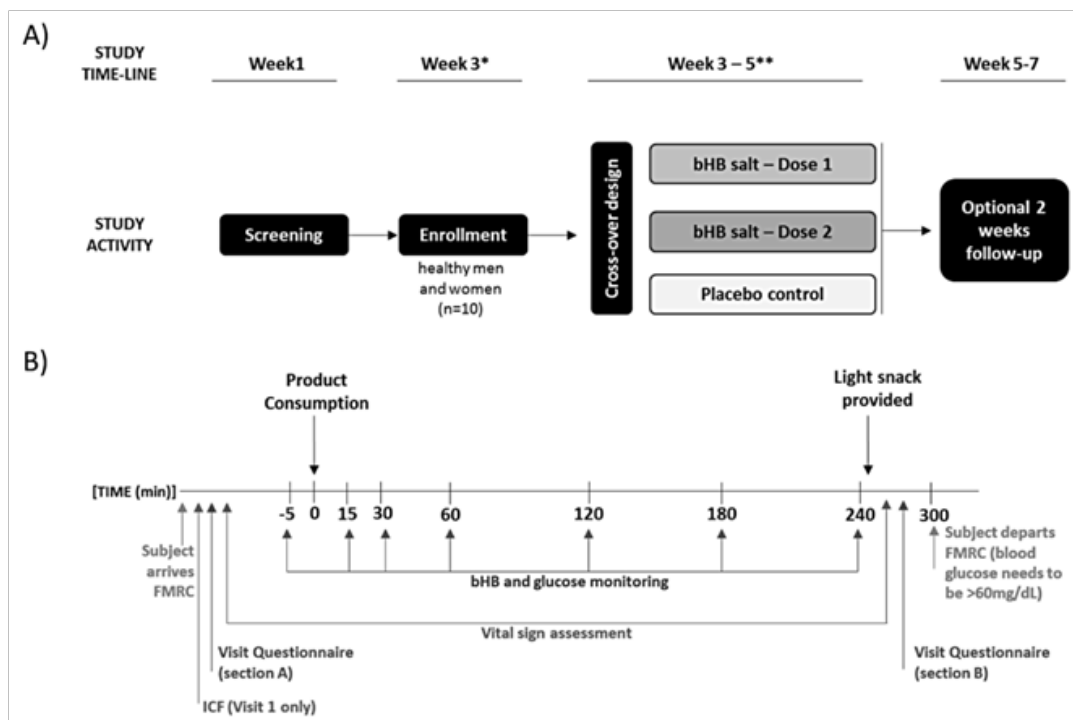 A)
STUDY
TIME-LINE
Week1
Week 3*
Week 3 – 5**
Week 5-7
STUDY
ACTIVITY
Screening
Enrollment
healthy men
and women
(n=10)
Cross-over design
bHB salt – Dose 1
bHB salt – Dose 2
Placebo control
Optional 2
weeks
follow-up
B)
Product
Consumption
Light snack
provided
[TIME (min)]
-5 0 15 30 60 120 180 240 300
Subject
arrives
FMRC
bHB and glucose monitoring
Subject departs
FMRC (blood
glucose needs to
be >60mg/dL)
Vital sign assessment
Visit Questionnaire
(section A)
Visit Questionnaire
(section B)
ICF (Visit 1 only)